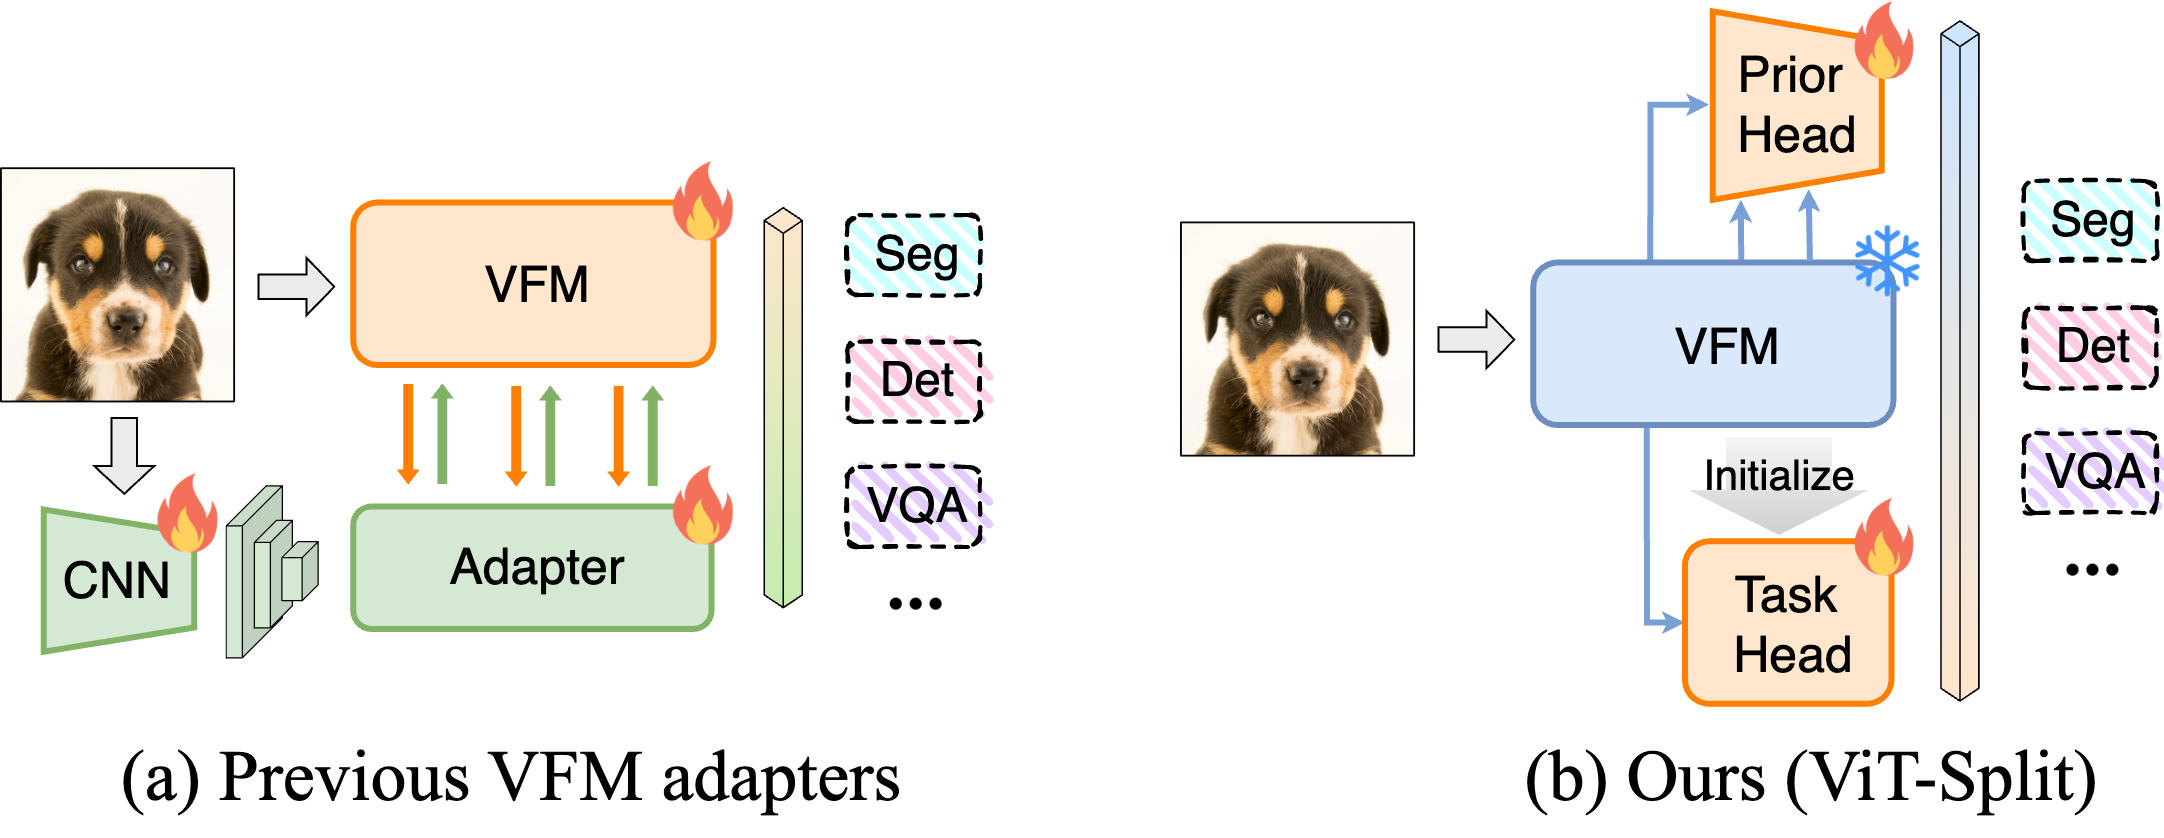 VFM
CNN
Adapter
Seg
Det
VQA
...
(a) Previous VFM adapters
Prior
Head
VFM
Initialize
Task
Head
Seg
Det
VQA
...
(b) Ours (ViT-Split)